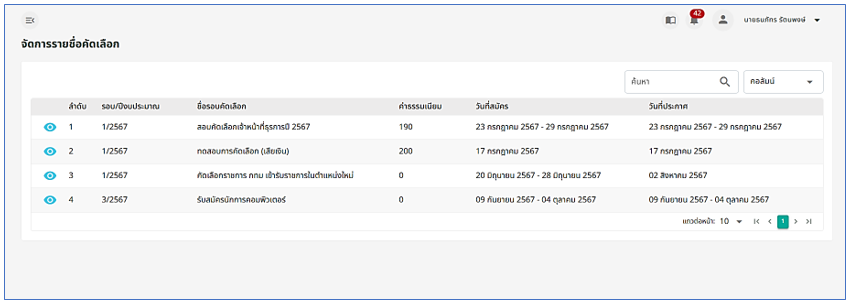 42
นายธนภัทร รัตนพงษ์
จัดการรายชื่อคัดเลือก
ค้นหา
คอลัมน์
ลำดับ รอบ/ปีงบประมาณ ชื่อรอบคัดเลือก ค่าธรรมเนียม วันที่สมัคร วันที่ประกาศ
1 1/2567 สอบคัดเลือกเจ้าหน้าที่ธุรการปี 2567 190 23 กรกฎาคม 2567 - 29 กรกฎาคม 2567 23 กรกฎาคม 2567 - 29 กรกฎาคม 2567
2 1/2567 ทดสอบการคัดเลือก (เสียเงิน) 200 17 กรกฎาคม 2567 17 กรกฎาคม 2567
3 1/2567 คัดเลือกราชการ กทม เข้ารับราชการในตำแหน่งใหม่ 0 20 มิถุนายน 2567 - 28 มิถุนายน 2567 02 สิงหาคม 2567
4 3/2567 รับสมัครนักการคอมพิวเตอร์ 0 09 กันยายน 2567 - 04 ตุลาคม 2567 09 กันยายน 2567 - 04 ตุลาคม 2567
แถวต่อหน้า: 10 1